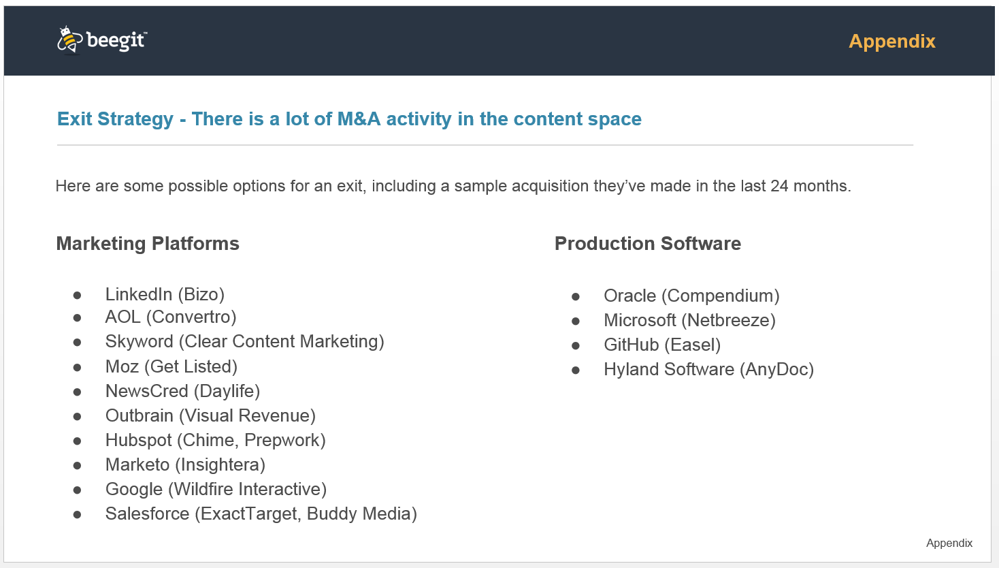 beegit™
Appendix
Exit Strategy - There is a lot of M&A activity in the content space
Here are some possible options for an exit, including a sample acquisition they’ve made in the last 24 months.
Marketing Platforms
● LinkedIn (Bizo)
● AOL (Convertro)
● Skyword (Clear Content Marketing)
● Moz (Get Listed)
● NewsCred (Daylife)
● Outbrain (Visual Revenue)
● Hubspot (Chime, Prepwork)
● Marketo (Insightera)
● Google (Wildfire Interactive)
● Salesforce (ExactTarget, Buddy Media)
Production Software
● Oracle (Compendium)
● Microsoft (Netbreeze)
● GitHub (Easel)
● Hyland Software (AnyDoc)
Appendix